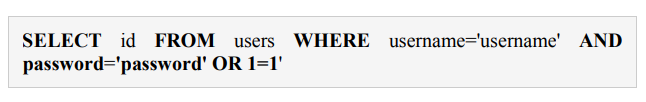 SELECT id FROM users WHERE username='username' AND
password='password' OR 1=1'